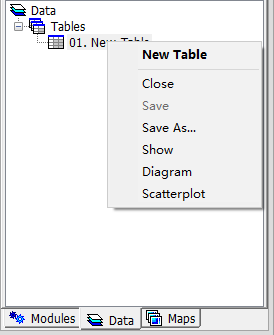 Data
Tables
01. New Table
New Table
Close
Save
Save As...
Show
Diagram
Scatterplot
Modules
Data
Maps